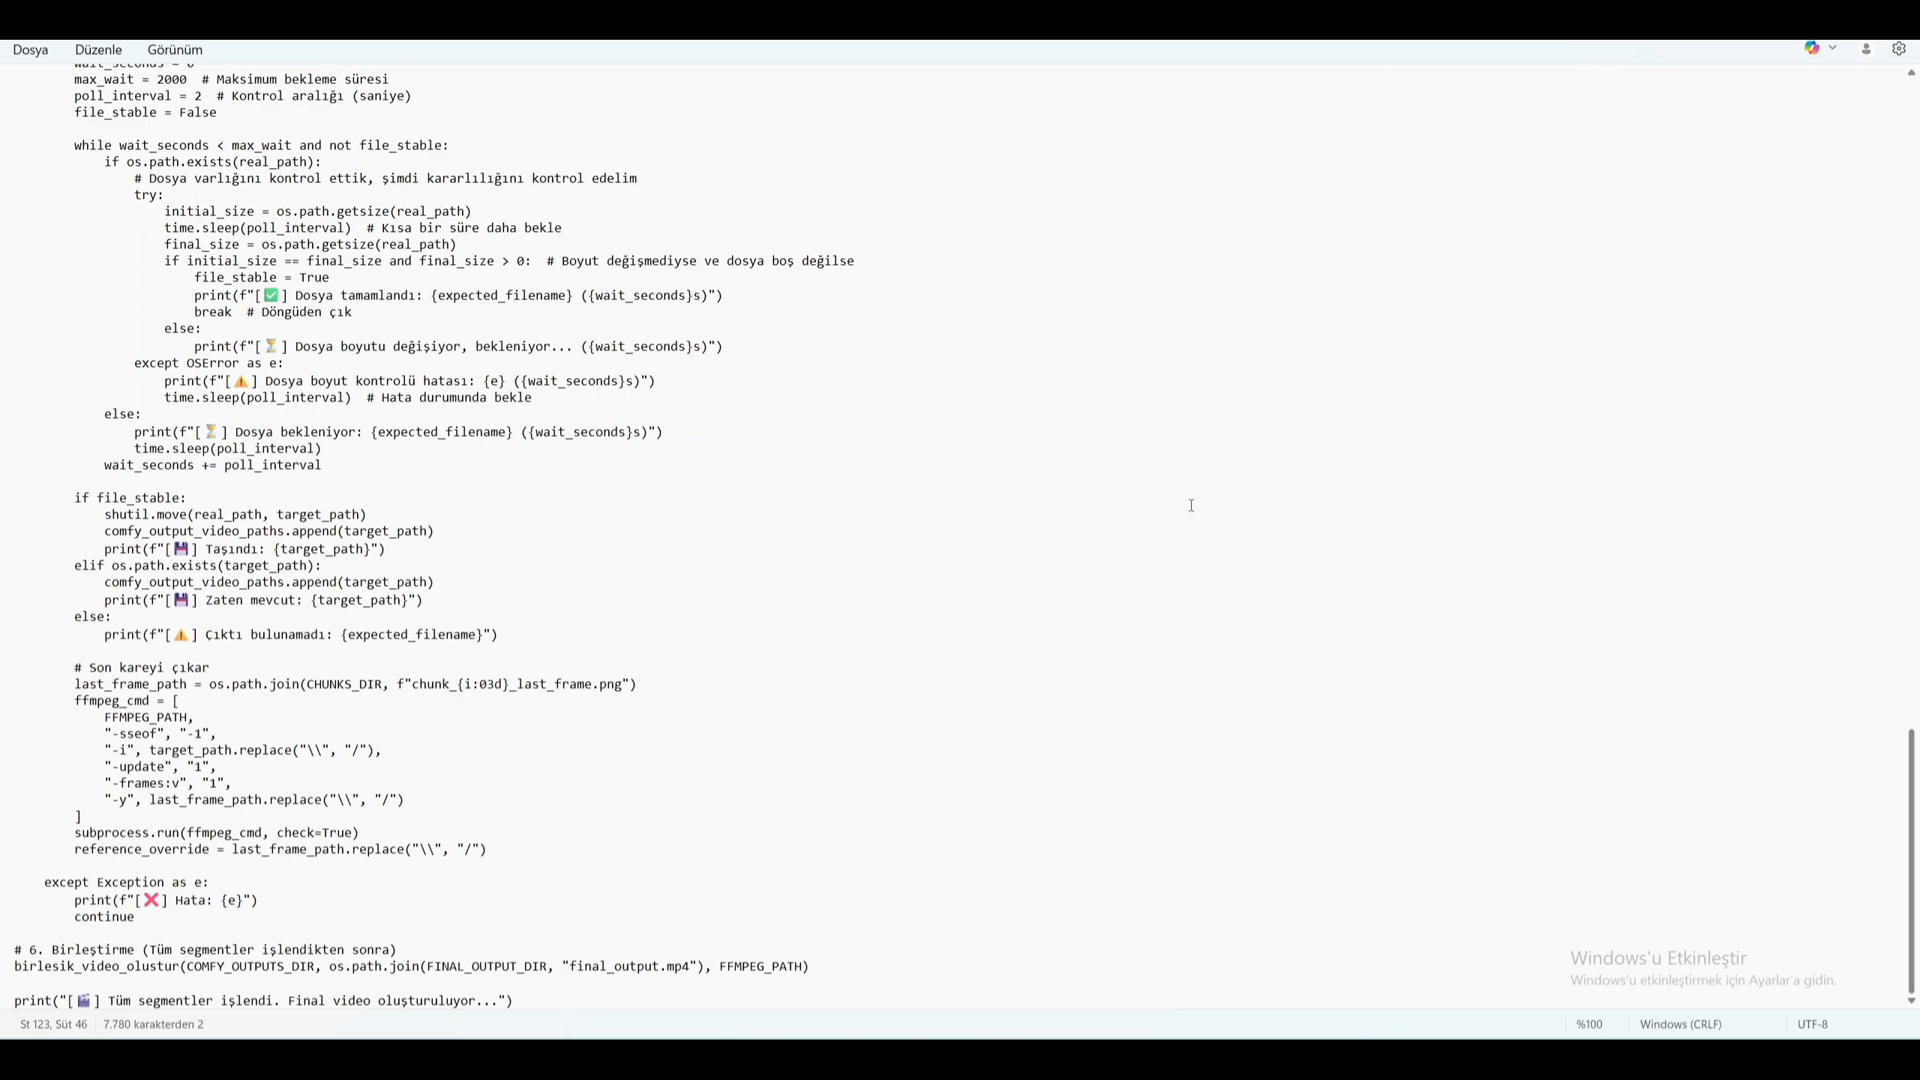 Dosya Düzenle Görünüm
wait_seconds = 0
max_wait = 2000  # Maksimum bekleme süresi
poll_interval = 2  # Kontrol aralığı (saniye)
file_stable = False
while wait_seconds < max_wait and not file_stable:
if os.path.exists(real_path):
# Dosya varlığını kontrol ettik, şimdi kararlılığını kontrol edelim
try:
initial_size = os.path.getsize(real_path)
time.sleep(poll_interval)  # Kısa bir süre daha bekle
final_size = os.path.getsize(real_path)
if initial_size == final_size and final_size > 0:  # Boyut değişmediyse ve dosya boş değilse
file_stable = True
print(f"[✅] Dosya tamamlandı: {expected_filename} ({wait_seconds}s)")
break  # Döngüden çık
else:
print(f"[⏳] Dosya boyutu değişiyor, bekleniyor... ({wait_seconds}s)")
except OSError as e:
print(f"[⚠️] Dosya boyut kontrolü hatası: {e} ({wait_seconds}s)")
time.sleep(poll_interval)  # Hata durumunda bekle
else:
print(f"[⏳] Dosya bekleniyor: {expected_filename} ({wait_seconds}s)")
time.sleep(poll_interval)
wait_seconds += poll_interval
if file_stable:
shutil.move(real_path, target_path)
comfy_output_video_paths.append(target_path)
print(f"[💾] Taşındı: {target_path}")
elif os.path.exists(target_path):
comfy_output_video_paths.append(target_path)
print(f"[💾] Zaten mevcut: {target_path}")
else:
print(f"[⚠️] Çıktı bulunamadı: {expected_filename}")
# Son kareyi çıkar
last_frame_path = os.path.join(CHUNKS_DIR, f"chunk_{i:03d}_last_frame.png")
ffmpeg_cmd = [
FFMPEG_PATH,
"-sseof", "-1",
"-i", target_path.replace("\\", "/"),
"-update", "1",
"-frames:v", "1",
"-y", last_frame_path.replace("\\", "/")
]
subprocess.run(ffmpeg_cmd, check=True)
reference_override = last_frame_path.replace("\\", "/")
except Exception as e:
print(f"[❌] Hata: {e}")
continue
# 6. Birleştirme (Tüm segmentler işlendikten sonra)
birlesik_video_olustur(COMFY_OUTPUTS_DIR, os.path.join(FINAL_OUTPUT_DIR, "final_output.mp4"), FFMPEG_PATH)
print("[🎬] Tüm segmentler işlendi. Final video oluşturuluyor...")
Windows'u Etkinleştir
Windows'u etkinleştirmek için Ayarlar'a gidin.
St 123, Süt 46 7.780 karakterden 2 %100 Windows (CRLF) UTF-8